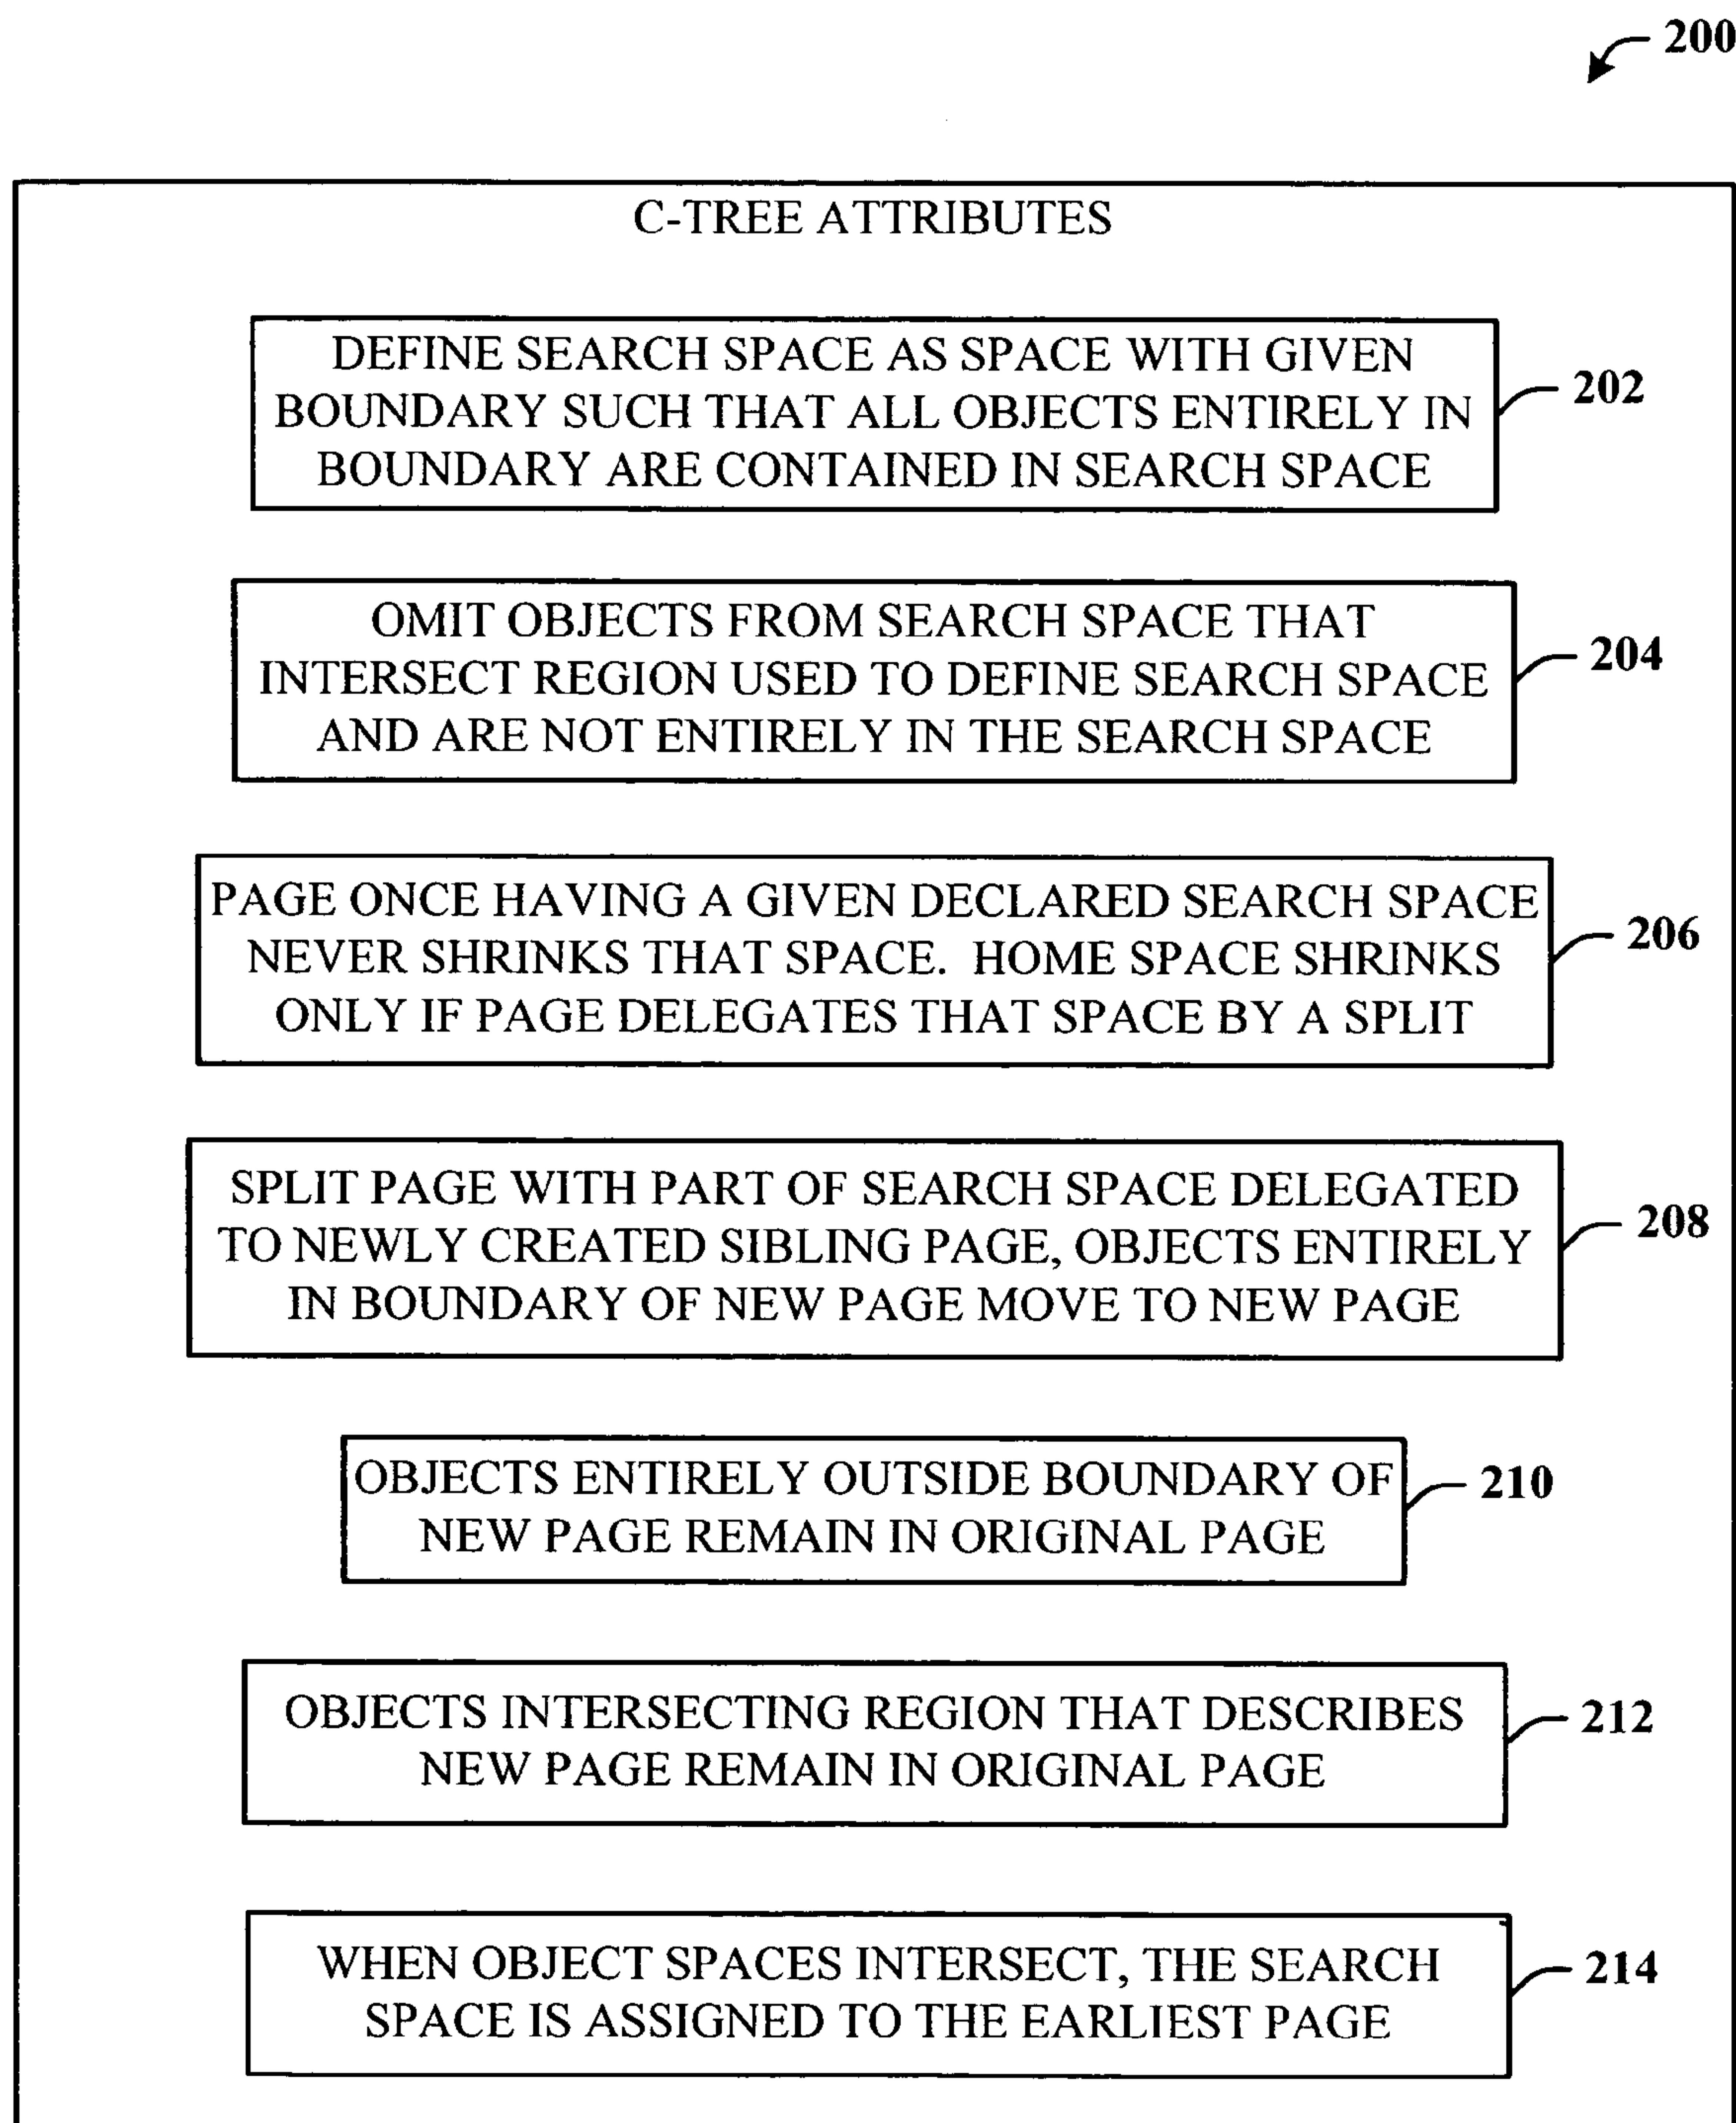 200
C-TREE ATTRIBUTES
DEFINE SEARCH SPACE AS SPACE WITH GIVEN
BOUNDARY SUCH THAT ALL OBJECTS ENTIRELY IN
BOUNDARY ARE CONTAINED IN SEARCH SPACE
202
OMIT OBJECTS FROM SEARCH SPACE THAT
INTERSECT REGION USED TO DEFINE SEARCH SPACE
AND ARE NOT ENTIRELY IN THE SEARCH SPACE
204
PAGE ONCE HAVING A GIVEN DECLARED SEARCH SPACE
NEVER SHRINKS THAT SPACE. HOME SPACE SHRINKS
ONLY IF PAGE DELEGATES THAT SPACE BY A SPLIT
206
SPLIT PAGE WITH PART OF SEARCH SPACE DELEGATED
TO NEWLY CREATED SIBLING PAGE, OBJECTS ENTIRELY
IN BOUNDARY OF NEW PAGE MOVE TO NEW PAGE
208
OBJECTS ENTIRELY OUTSIDE BOUNDARY OF
NEW PAGE REMAIN IN ORIGINAL PAGE
210
OBJECTS INTERSECTING REGION THAT DESCRIBES
NEW PAGE REMAIN IN ORIGINAL PAGE
212
WHEN OBJECT SPACES INTERSECT, THE SEARCH
SPACE IS ASSIGNED TO THE EARLIEST PAGE
214